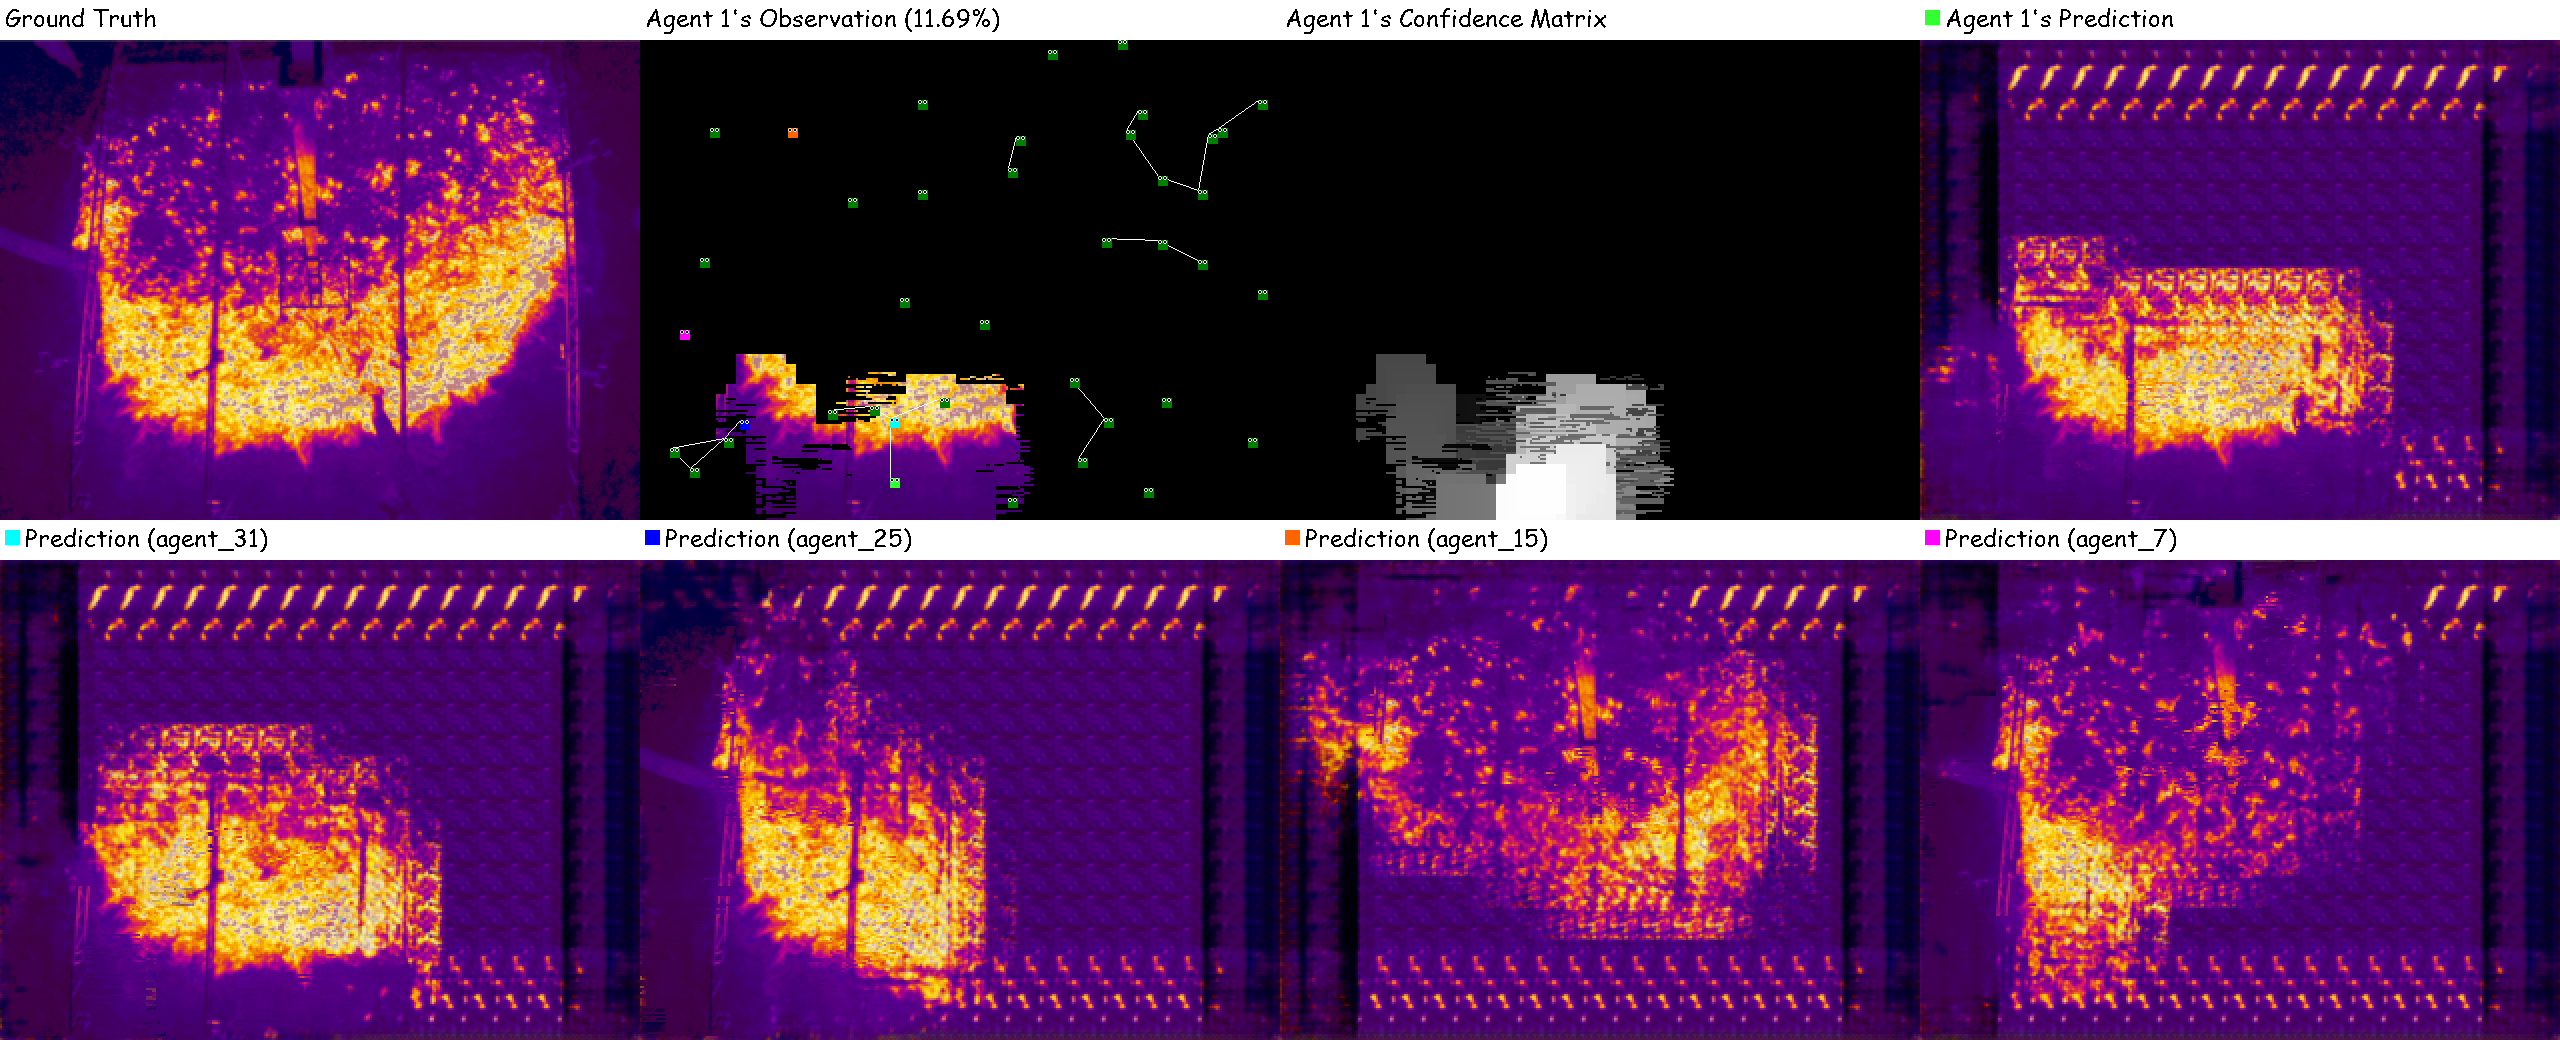 Ground Truth
Agent 1's Observation (11.69%)
Agent 1's Confidence Matrix
Agent 1's Prediction
Prediction (agent_31)
Prediction (agent_25)
Prediction (agent_15)
Prediction (agent_7)